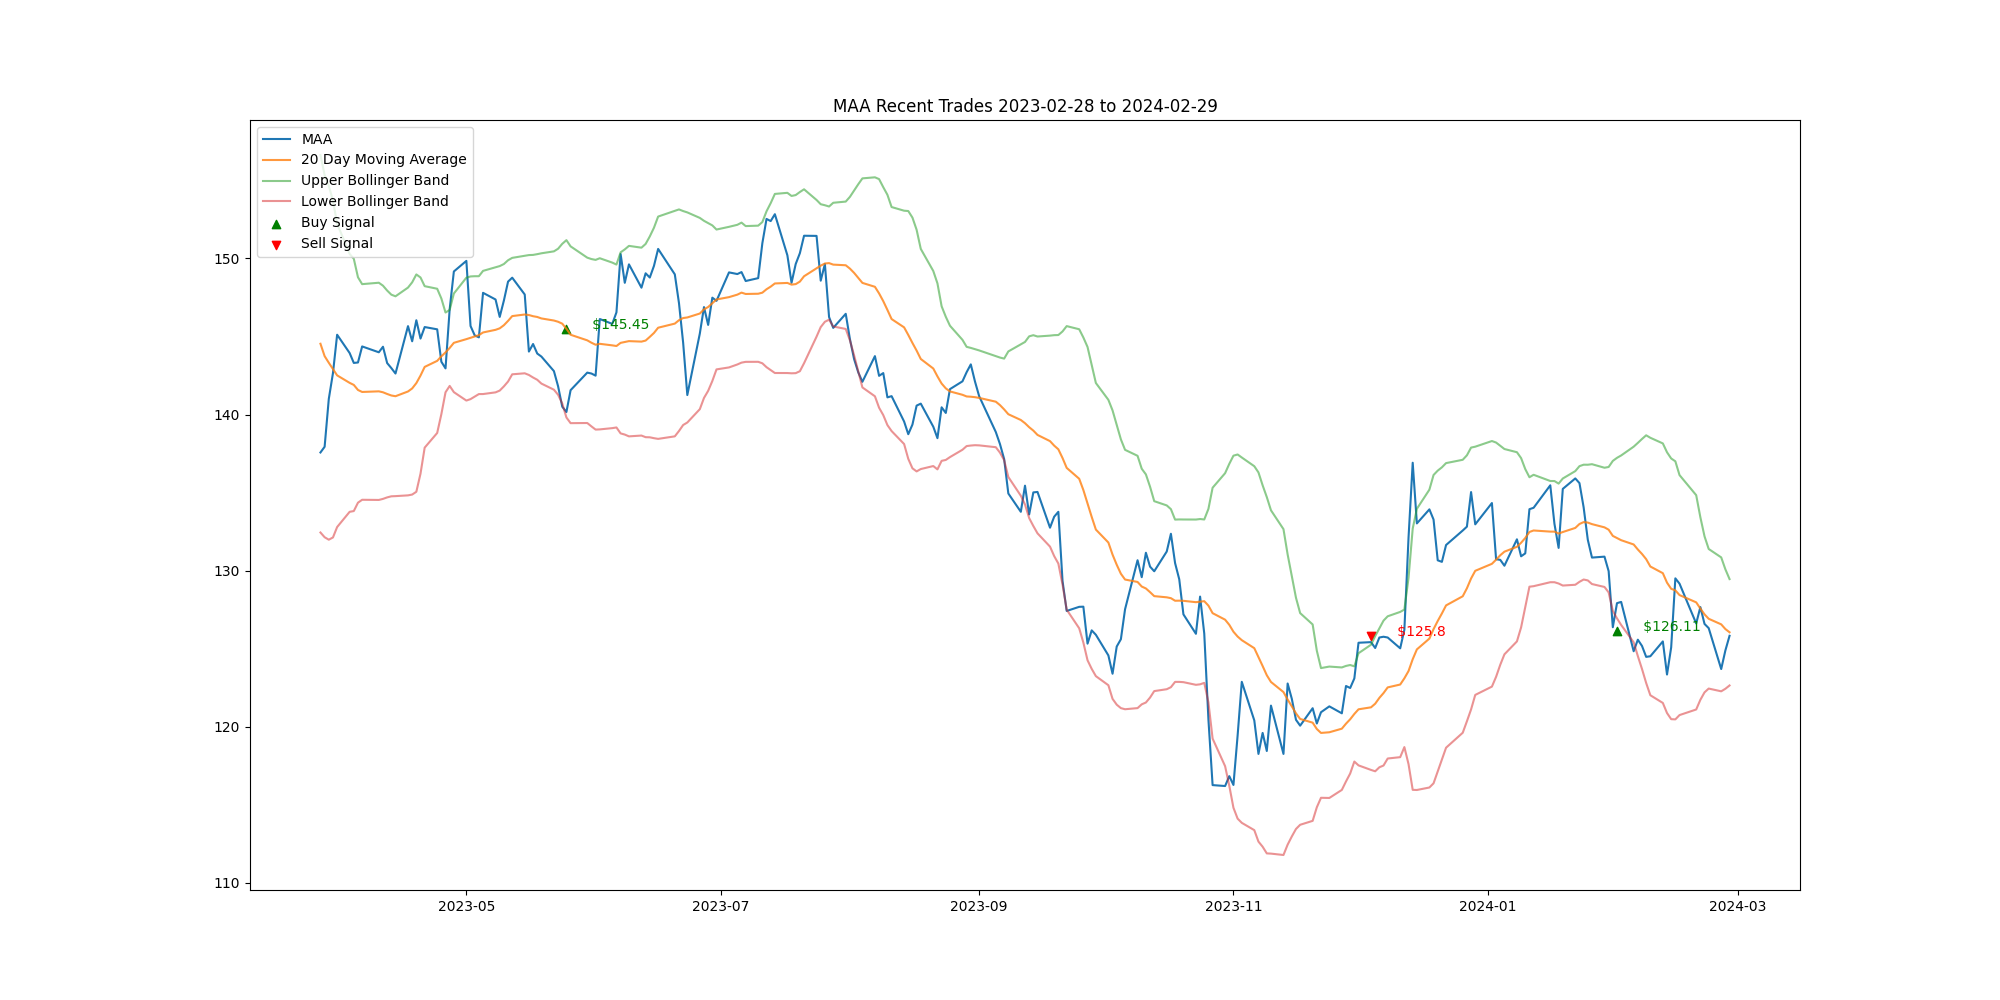 MAA Recent Trades 2023-02-28 to 2024-02-29
MAA
20 Day Moving Average
Upper Bollinger Band
Lower Bollinger Band
Buy Signal
Sell Signal
150
140
130
120
110
$145.45
$125.8
$126.11
2023-05
2023-07
2023-09
2023-11
2024-01
2024-03